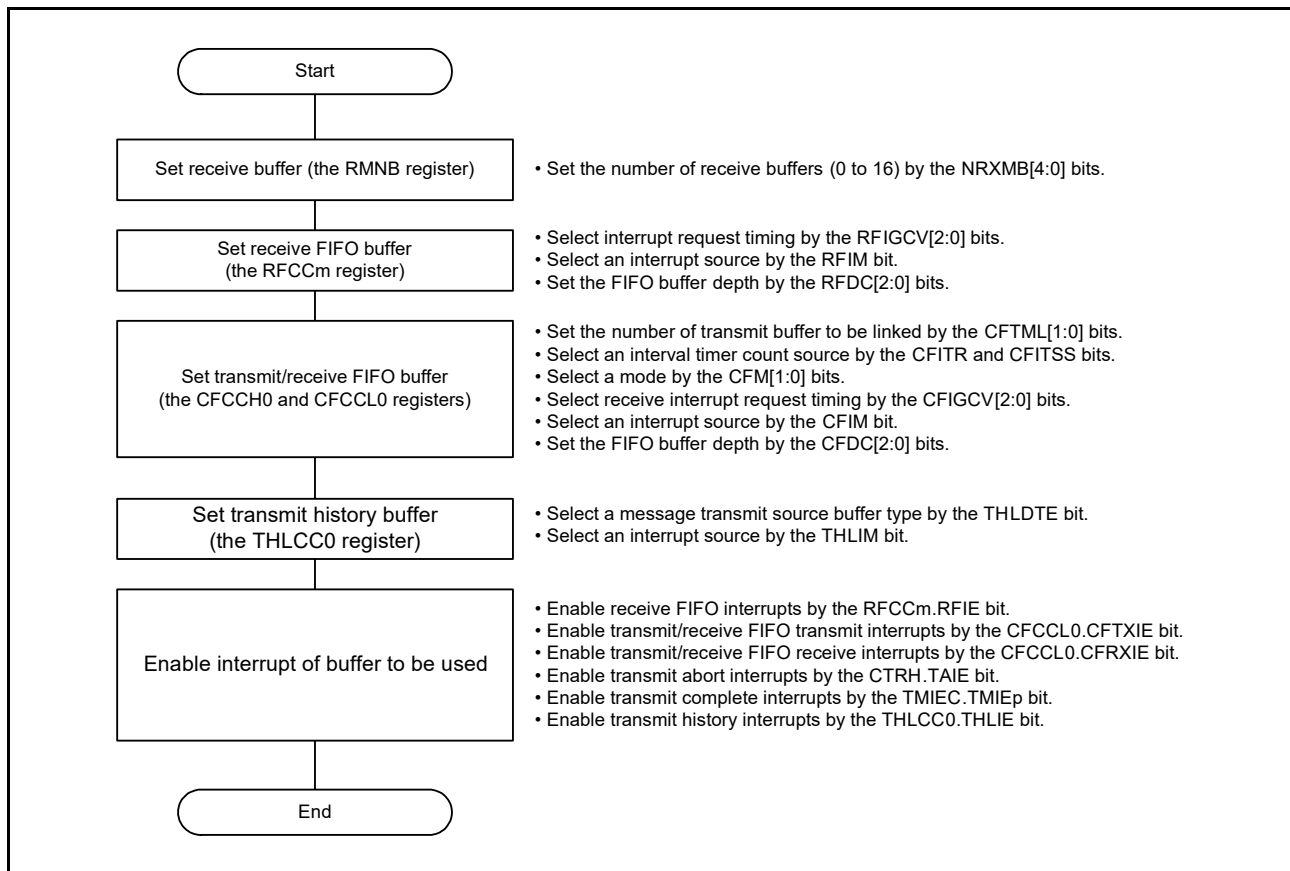 Start
Set receive buffer (the RMNB register)
• Set the number of receive buffers (0 to 16) by the NRXMB[4:0] bits.
Set receive FIFO buffer
(the RFCCm register)
• Select interrupt request timing by the RFIGCV[2:0] bits.
• Select an interrupt source by the RFIM bit.
• Set the FIFO buffer depth by the RFDC[2:0] bits.
Set transmit/receive FIFO buffer
(the CFCCH0 and CFCCL0 registers)
• Set the number of transmit buffer to be linked by the CFTML[1:0] bits.
• Select an interval timer count source by the CFITR and CFITSS bits.
• Select a mode by the CFM[1:0] bits.
• Select receive interrupt request timing by the CFIGCV[2:0] bits.
• Select an interrupt source by the CFIM bit.
• Set the FIFO buffer depth by the CFDC[2:0] bits.
Set transmit history buffer
(the THLCC0 register)
• Select a message transmit source buffer type by the THLDTE bit.
• Select an interrupt source by the THLIM bit.
Enable interrupt of buffer to be used
• Enable receive FIFO interrupts by the RFCCm.RFIE bit.
• Enable transmit/receive FIFO transmit interrupts by the CFCCL0.CFTXIE bit.
• Enable transmit/receive FIFO receive interrupts by the CFCCL0.CFRXIE bit.
• Enable transmit abort interrupts by the CTRH.TAIE bit.
• Enable transmit complete interrupts by the TMIEC.TMIEp bit.
• Enable transmit history interrupts by the THLCC0.THLIE bit.
End